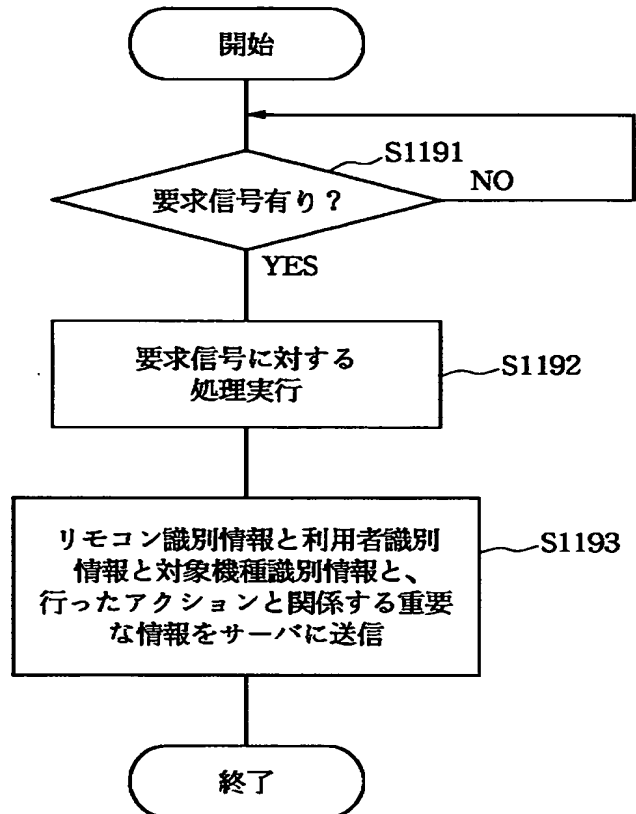 開始
S1191
要求信号有り？
NO
YES
要求信号に対する
処理実行
S1192
リモコン識別情報と利用者識別
情報と対象機種識別情報と、
行ったアクションと関係する重要
な情報をサーバに送信
S1193
終了